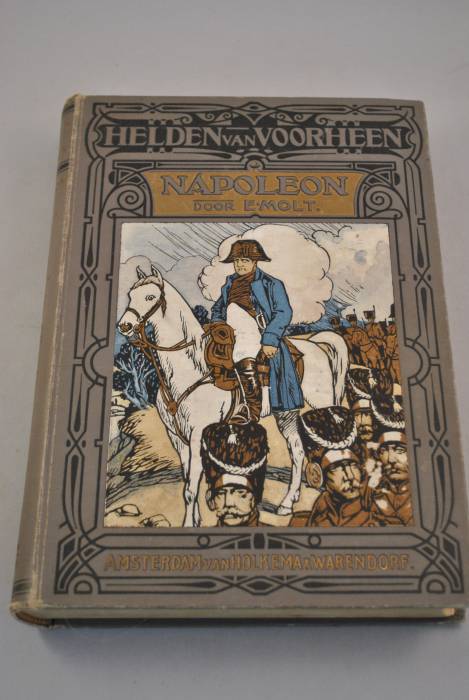 HELDEN VAN VOORHEEN
NAPOLEON
DOOR E. MOLT.
AMSTERDAM VAN HOLKEMA & WARENDORF.